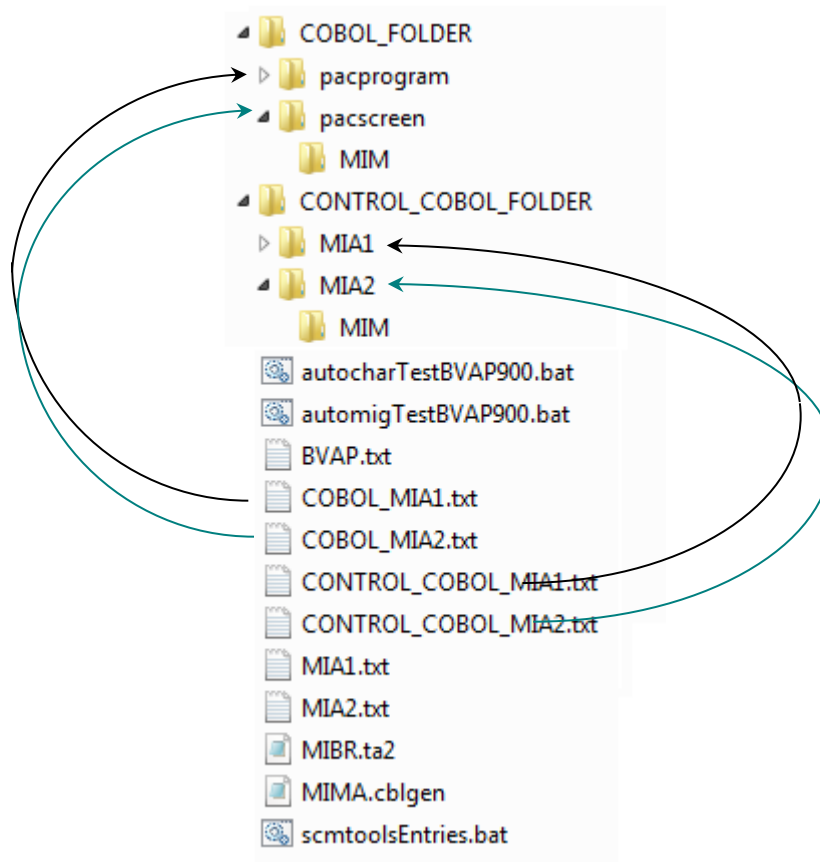 COBOL_FOLDER
pacprogram
pacscreen
MIM
CONTROL_COBOL_FOLDER
MIA1
MIA2
MIM
autocharTestBVAP900.bat
automigTestBVAP900.bat
BVAP.txt
COBOL_MIA1.txt
COBOL_MIA2.txt
CONTROL_COBOL_MIA1.txt
CONTROL_COBOL_MIA2.txt
MIA1.txt
MIA2.txt
MIBR.ta2
MIMA.cblgen
scmtoolsEntries.bat